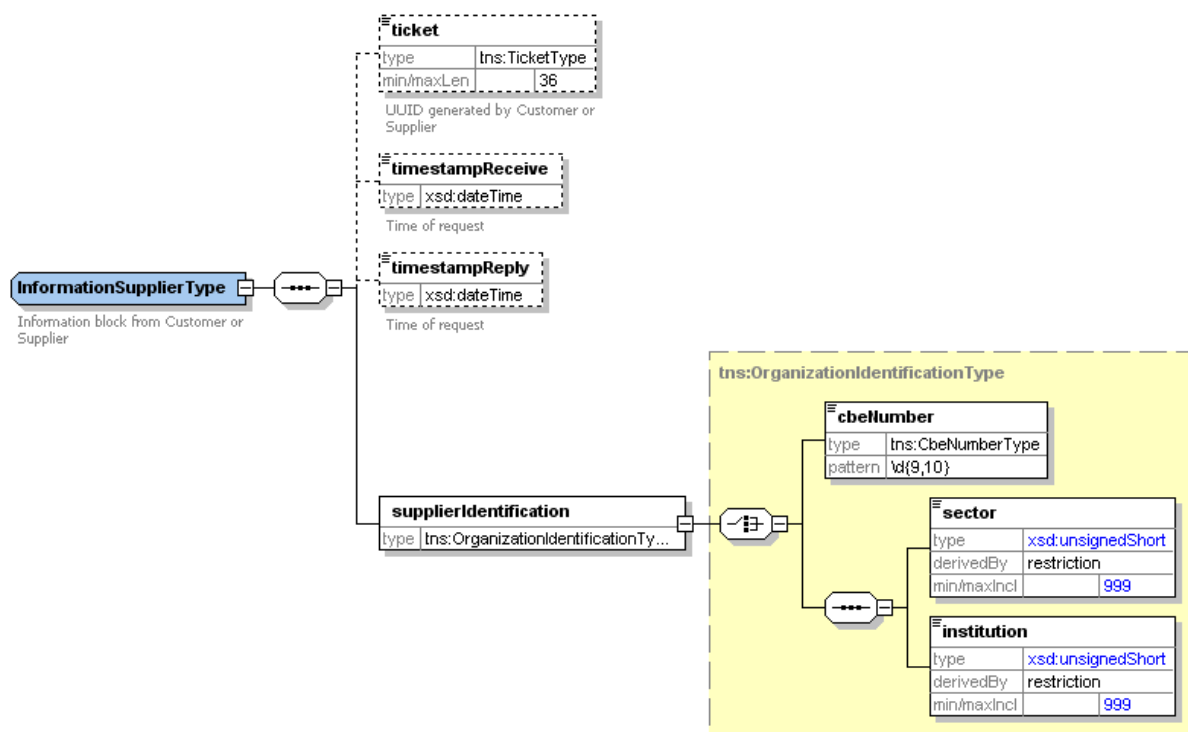 ticket
type tns:TicketType
min/maxLen 36
UUID generated by Customer or
Supplier
timestampReceive
type xsd:dateTime
Time of request
timestampReply
type xsd:dateTime
Time of request
InformationSupplierType
Information block from Customer or
Supplier
tns:OrganizationIdentificationType
cbeNumber
type tns:CbeNumberType
pattern \d{9,10}
supplierIdentification
type tns:OrganizationIdentificationTy...
sector
type xsd:unsignedShort
derivedBy restriction
min/maxIncl 999
institution
type xsd:unsignedShort
derivedBy restriction
min/maxIncl 999